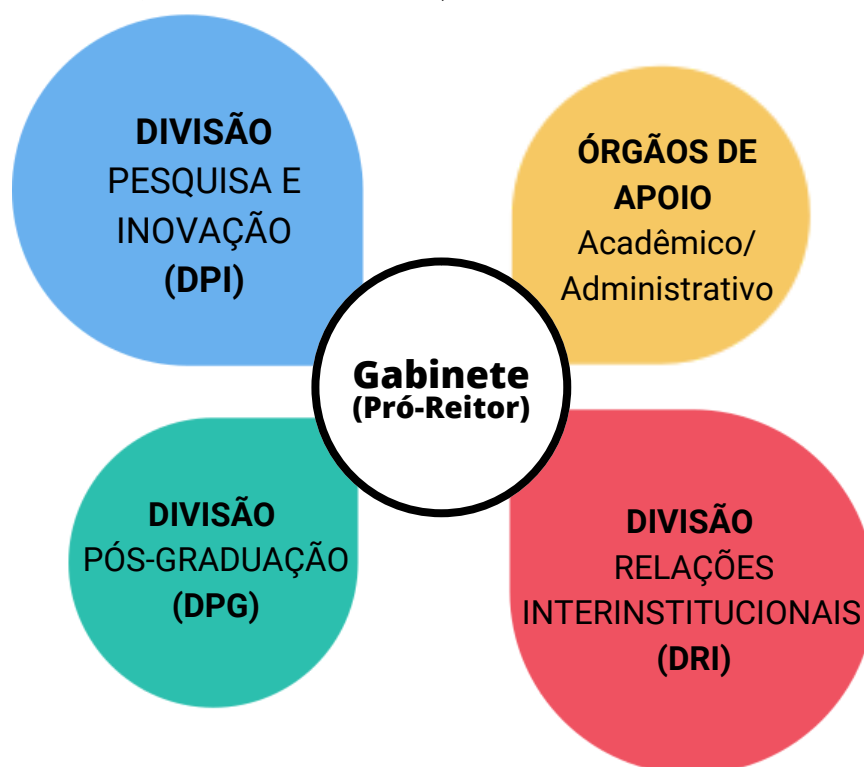 DIVISÃO
PESQUISA E
INOVAÇÃO
(DPI)
ÓRGÃOS DE
APOIO
Acadêmico/
Administrativo
Gabinete
(Pró-Reitor)
DIVISÃO
PÓS-GRADUAÇÃO
(DPG)
DIVISÃO
RELAÇÕES
INTERINSTITUCIONAIS
(DRI)